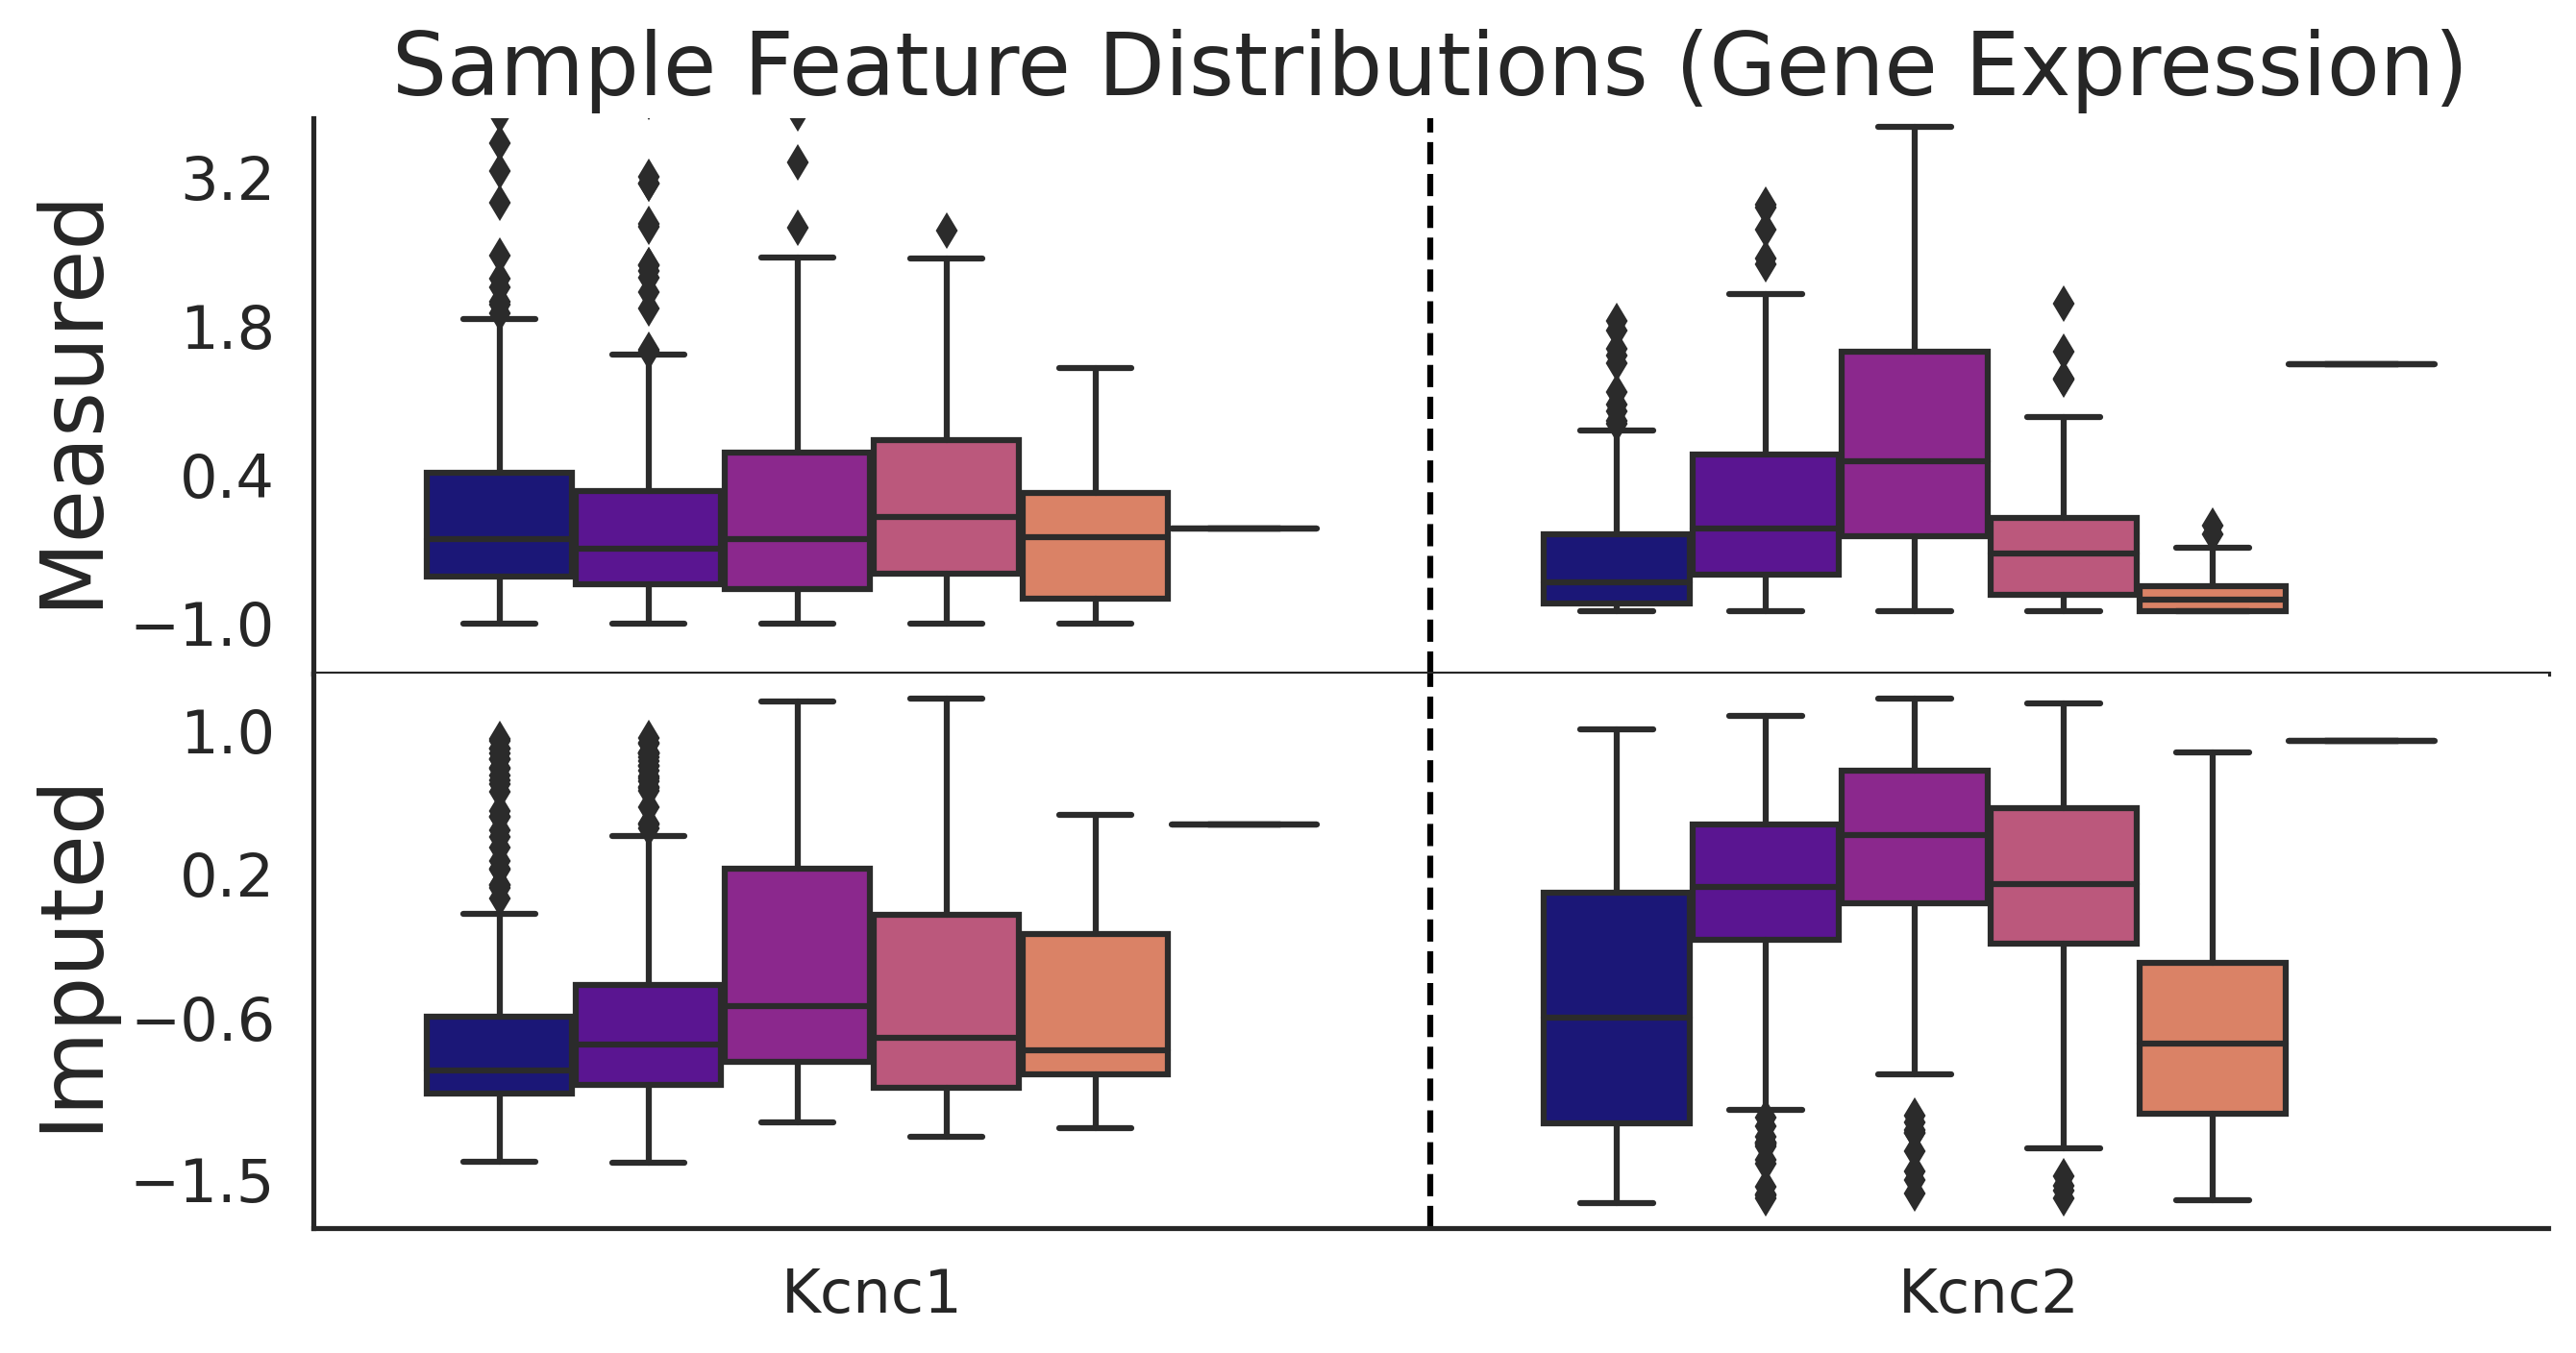 Sample Feature Distributions (Gene Expression)
Measured
3.2
1.8
0.4
−1.0
Imputed
1.0
0.2
−0.6
−1.5
Kcnc1
Kcnc2